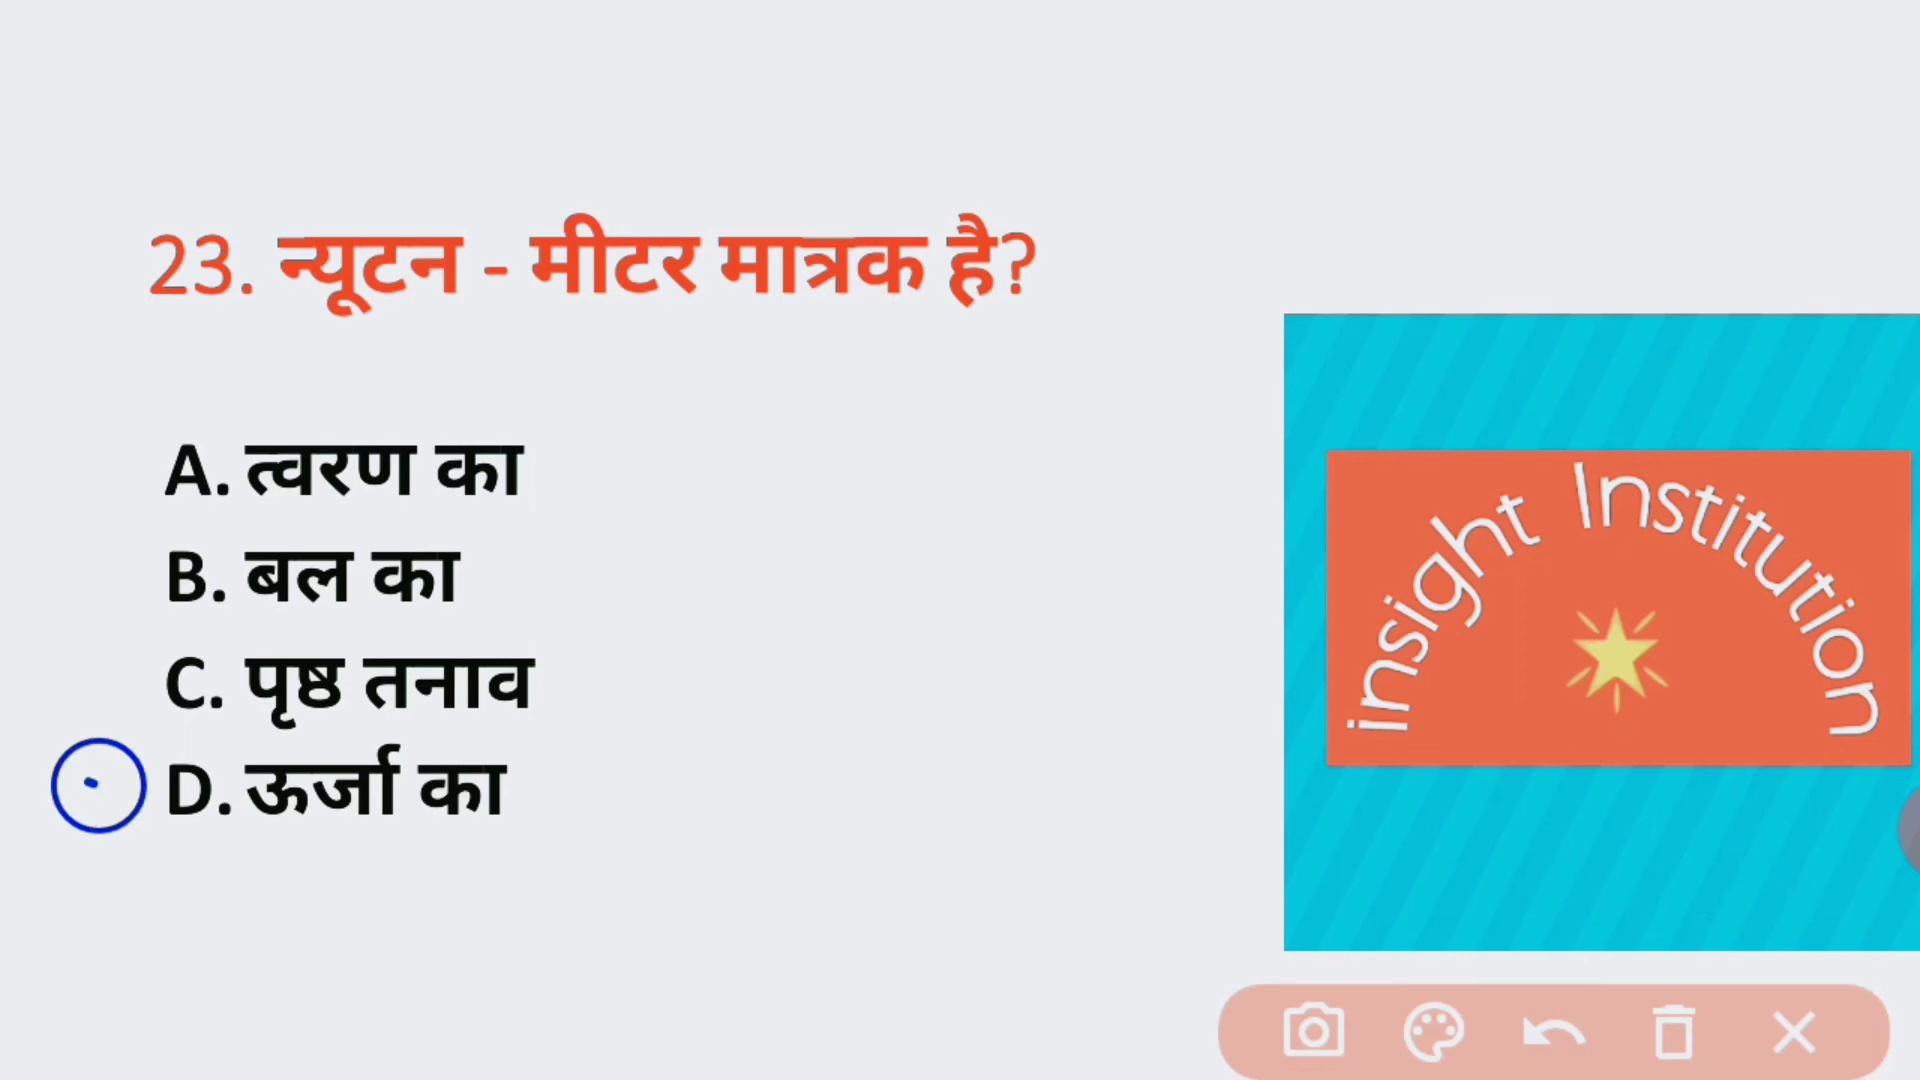 23. न्यूटन - मीटर मात्रक है?
A. त्वरण का
B. बल का
C. पृष्ठ तनाव
D. ऊर्जा का
insight Institution